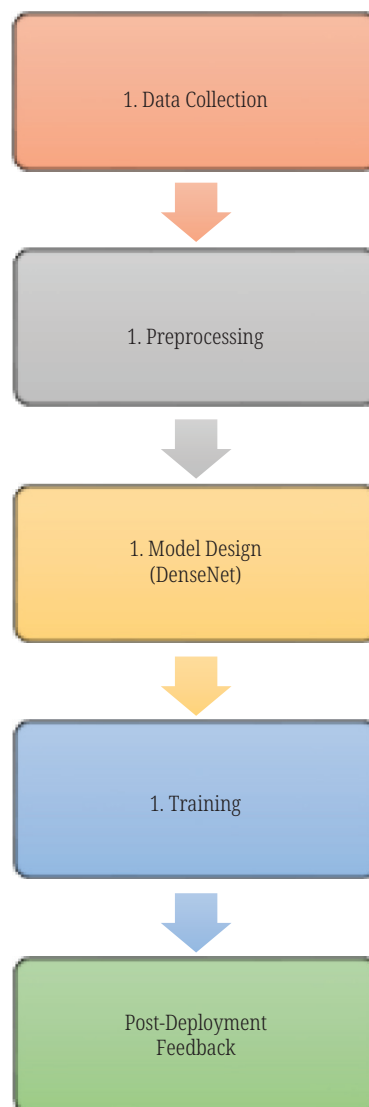 1. Data Collection
1. Preprocessing
1. Model Design
(DenseNet)
1. Training
Post-Deployment
Feedback